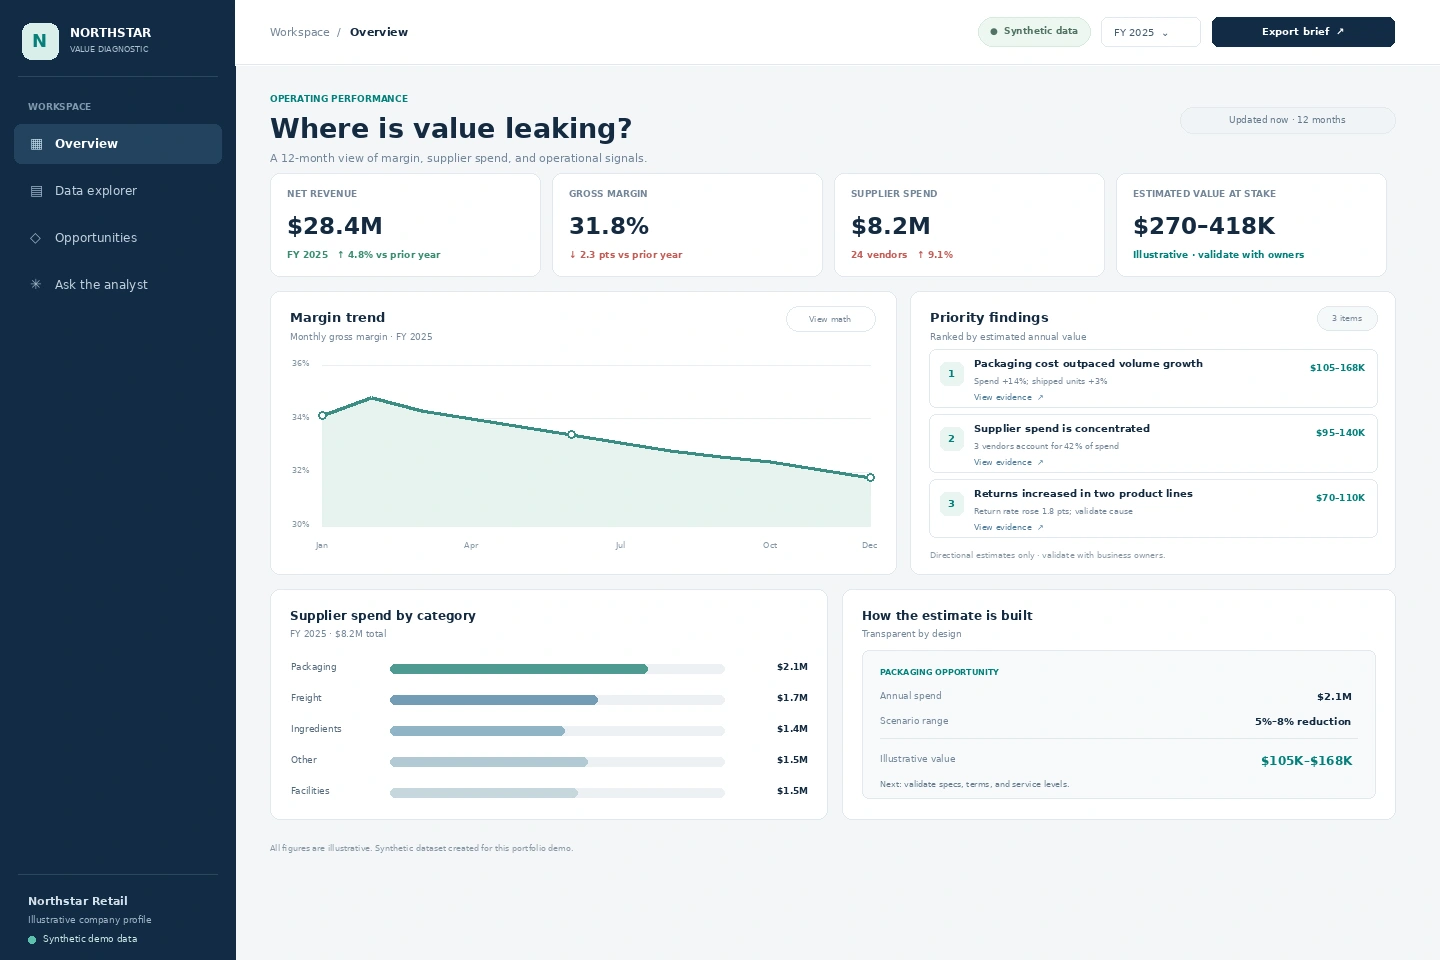 N
NORTHSTAR
VALUE DIAGNOSTIC
WORKSPACE
Overview
Data explorer
Opportunities
Ask the analyst
Northstar Retail
Illustrative company profile
Synthetic demo data
Workspace / Overview
Synthetic data
FY 2025
Export brief ↗
OPERATING PERFORMANCE
Where is value leaking?
A 12-month view of margin, supplier spend, and operational signals.
Updated now · 12 months
NET REVENUE
$28.4M
FY 2025 ↑ 4.8% vs prior year
GROSS MARGIN
31.8%
↓ 2.3 pts vs prior year
SUPPLIER SPEND
$8.2M
24 vendors ↑ 9.1%
ESTIMATED VALUE AT STAKE
$270–418K
Illustrative · validate with owners
Margin trend
Monthly gross margin · FY 2025
View math
36%
34%
32%
30%
Jan Apr Jul Oct Dec
Priority findings
Ranked by estimated annual value
3 items
1
Packaging cost outpaced volume growth
Spend +14%; shipped units +3%
View evidence ↗
$105–168K
2
Supplier spend is concentrated
3 vendors account for 42% of spend
View evidence ↗
$95–140K
3
Returns increased in two product lines
Return rate rose 1.8 pts; validate cause
View evidence ↗
$70–110K
Directional estimates only · validate with business owners.
Supplier spend by category
FY 2025 · $8.2M total
Packaging $2.1M
Freight $1.7M
Ingredients $1.4M
Other $1.5M
Facilities $1.5M
How the estimate is built
Transparent by design
PACKAGING OPPORTUNITY
Annual spend $2.1M
Scenario range 5%–8% reduction
Illustrative value $105K–$168K
Next: validate specs, terms, and service levels.
All figures are illustrative. Synthetic dataset created for this portfolio demo.